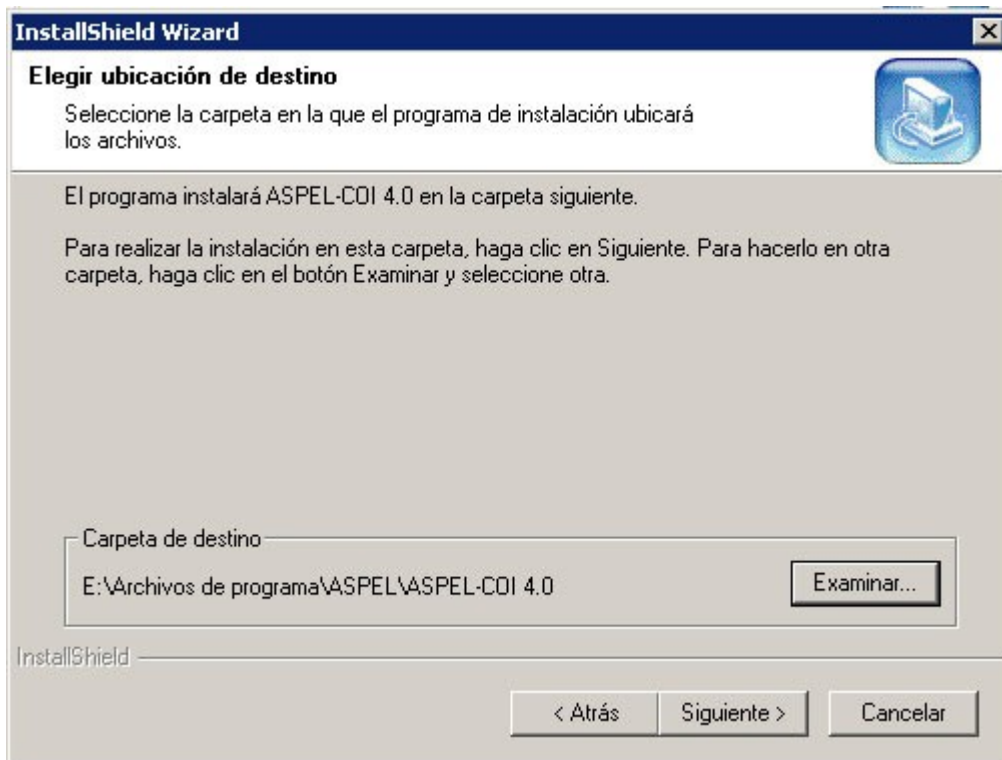 InstallShield Wizard
Elegir ubicación de destino
Seleccione la carpeta en la que el programa de instalación ubicará
los archivos.
El programa instalará ASPEL-COI 4.0 en la carpeta siguiente.
Para realizar la instalación en esta carpeta, haga clic en Siguiente. Para hacerlo en otra
carpeta, haga clic en el botón Examinar y seleccione otra.
Carpeta de destino
E:\Archivos de programa\ASPEL\ASPEL-COI 4.0
Examinar...
InstallShield
< Atrás
Siguiente >
Cancelar